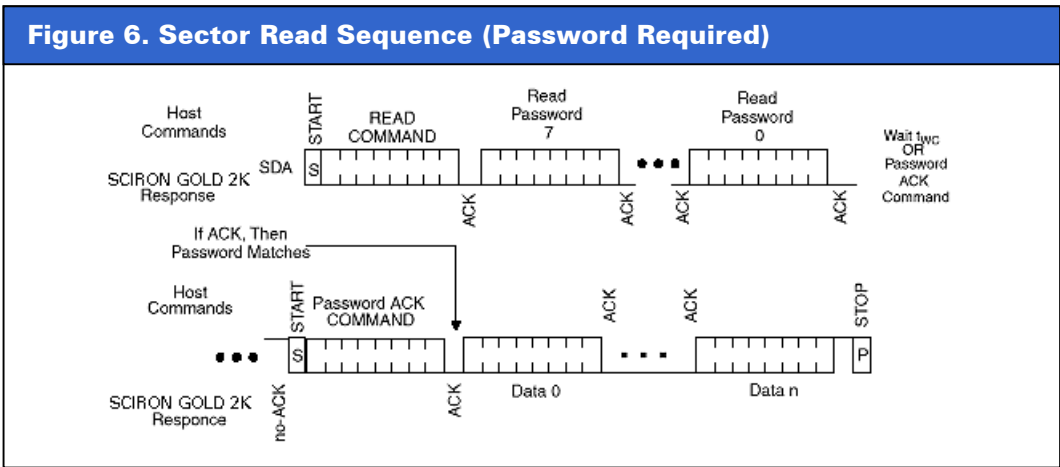 Figure 6. Sector Read Sequence (Password Required)
Host
Commands
START
READ
COMMAND
Read
Password
7
Read
Password
0
Wait tWC
OR
Password
ACK
Command
SDA
S
SCIRON GOLD 2K
Response
ACK
ACK
ACK
ACK
If ACK, Then
Password Matches
Host
Commands
START
Password ACK
COMMAND
ACK
ACK
STOP
S
P
SCIRON GOLD 2K
Responce
no-ACK
ACK
Data 0
Data n